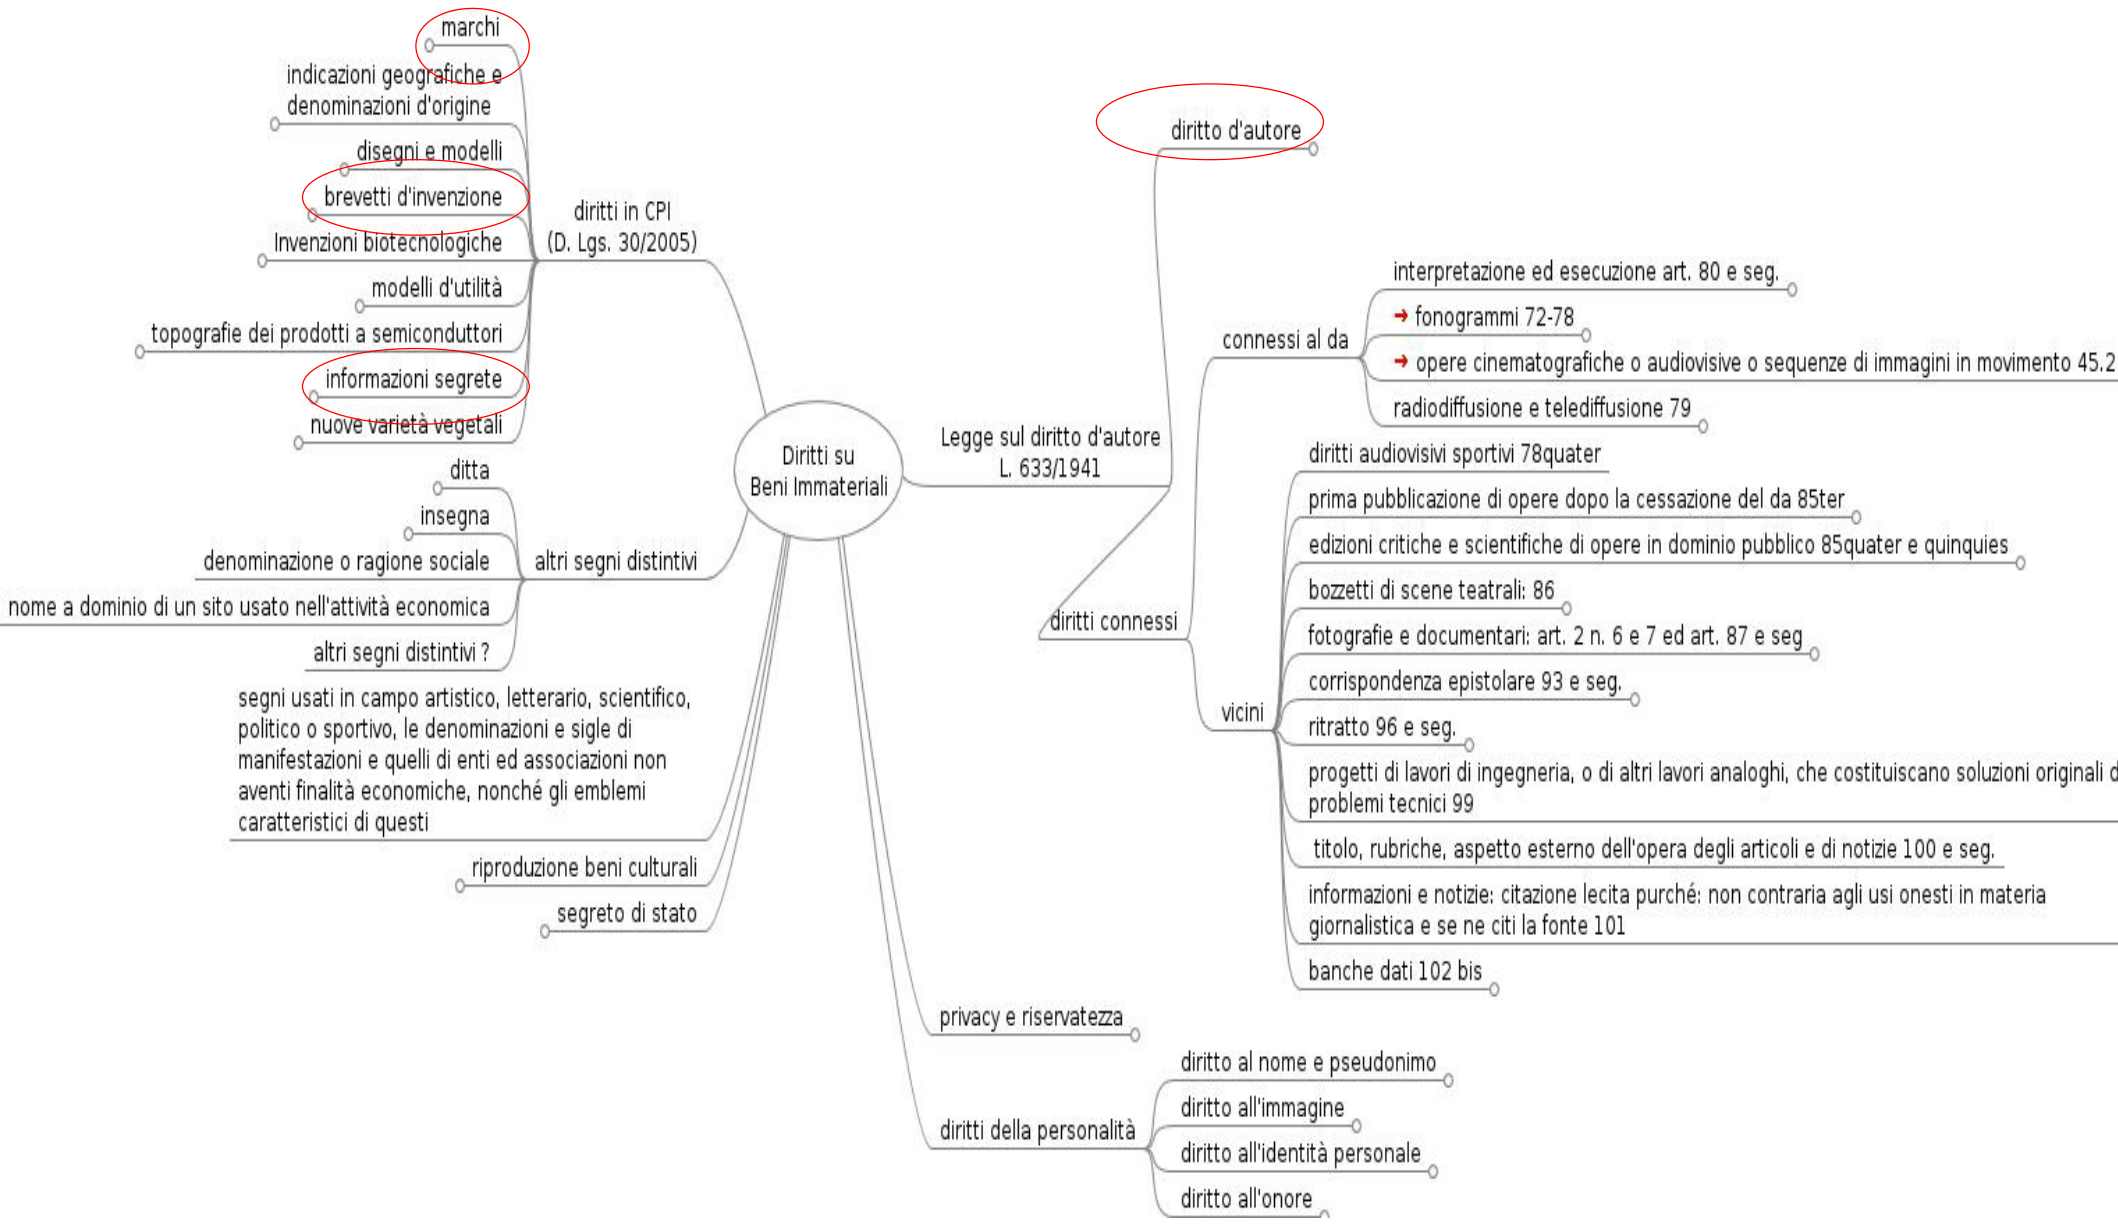 marchi
indicazioni geografiche e
denominazioni d'origine
disegni e modelli
brevetti d'invenzione
Invenzioni biotecnologiche
modelli d'utilità
topografie dei prodotti a semiconduttori
informazioni segrete
nuove varietà vegetali
diritti in CPI
(D. Lgs. 30/2005)
ditta
insegna
denominazione o ragione sociale
nome a dominio di un sito usato nell'attività economica
altri segni distintivi ?
altri segni distintivi
segni usati in campo artistico, letterario, scientifico,
politico o sportivo, le denominazioni e sigle di
manifestazioni e quelli di enti ed associazioni non
aventi finalità economiche, nonché gli emblemi
caratteristici di questi
riproduzione beni culturali
segreto di stato
Diritti su
Beni Immateriali
Legge sul diritto d'autore
L. 633/1941
diritto d'autore
diritti connessi
connessi al da
interpretazione ed esecuzione art. 80 e seg.
fonogrammi 72-78
opere cinematografiche o audiovisive o sequenze di immagini in movimento 45.2
radiodiffusione e telediffusione 79
vicini
diritti audiovisivi sportivi 78quater
prima pubblicazione di opere dopo la cessazione del da 85ter
edizioni critiche e scientifiche di opere in dominio pubblico 85quater e quinquies
bozzetti di scene teatrali: 86
fotografie e documentari: art. 2 n. 6 e 7 ed art. 87 e seg
corrispondenza epistolare 93 e seg.
ritratto 96 e seg.
progetti di lavori di ingegneria, o di altri lavori analoghi, che costituiscano soluzioni originali
problemi tecnici 99
titolo, rubriche, aspetto esterno dell'opera degli articoli e di notizie 100 e seg.
informazioni e notizie: citazione lecita purché: non contraria agli usi onesti in materia
giornalistica e se ne citi la fonte 101
banche dati 102 bis
privacy e riservatezza
diritti della personalità
diritto al nome e pseudonimo
diritto all'immagine
diritto all'identità personale
diritto all'onore